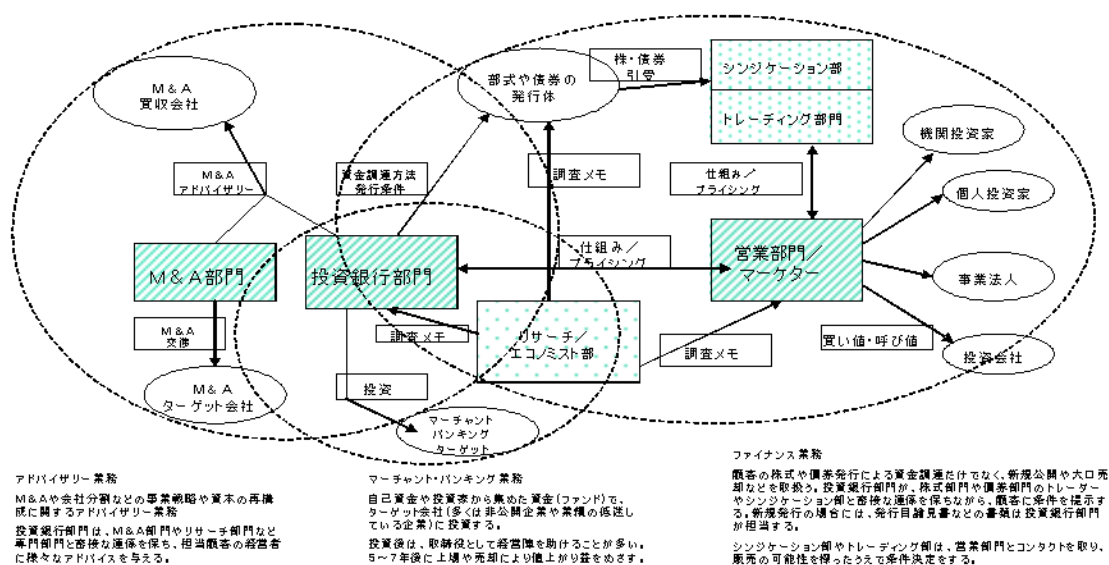 M&A
買収会社
部式や債券の
発行体
株・債券
引受
シンジケーション部
トレーディング部門
機関投資家
M&A
アドバイザリー
資金調達方法
発行条件
調査メモ
仕組み/
プライシング
個人投資家
M&A部門
投資銀行部門
仕組み/
プライシング
営業部門/
マーケター
事業法人
M&A
交渉
調査メモ
リサーチ/
エコノミスト部
調査メモ
買い値・呼び値
投資会社
M&A
ターゲット会社
投資
マーチャント
バンキング
ターゲット
アドバイザリー業務
M&Aや会社分割などの事業戦略や資本の再構
成に関するアドバイザリー業務
投資銀行部門は、M&A部門やリサーチ部門など
専門部門と密接な連係を保ち、担当顧客の経営者
に様々なアドバイスを与える。
マーチャント・バンキング業務
自己資金や投資家から集めた資金(ファンド)で、
ターゲット会社(多くは非公開企業や業績の低迷し
ている企業)に投資する。
投資後は、取締役として経営陣を助けることが多い。
5~7年後に上場や売却により値上がり益をめざす。
ファイナンス業務
顧客の株式や債券発行による資金調達だけでなく、新規公開や大口売
却などを取扱う。投資銀行部門が、株式部門や債券部門のトレーダー
やシンジケーション部と密接な連係を保ちながら、顧客に条件を提示す
る。新規発行の場合には、発行目論見書などの書類は投資銀行部門
が担当する。
シンジケーション部やトレーディング部は、営業部門とコンタクトを取り、
販売の可能性を探ったうえで条件決定をする。